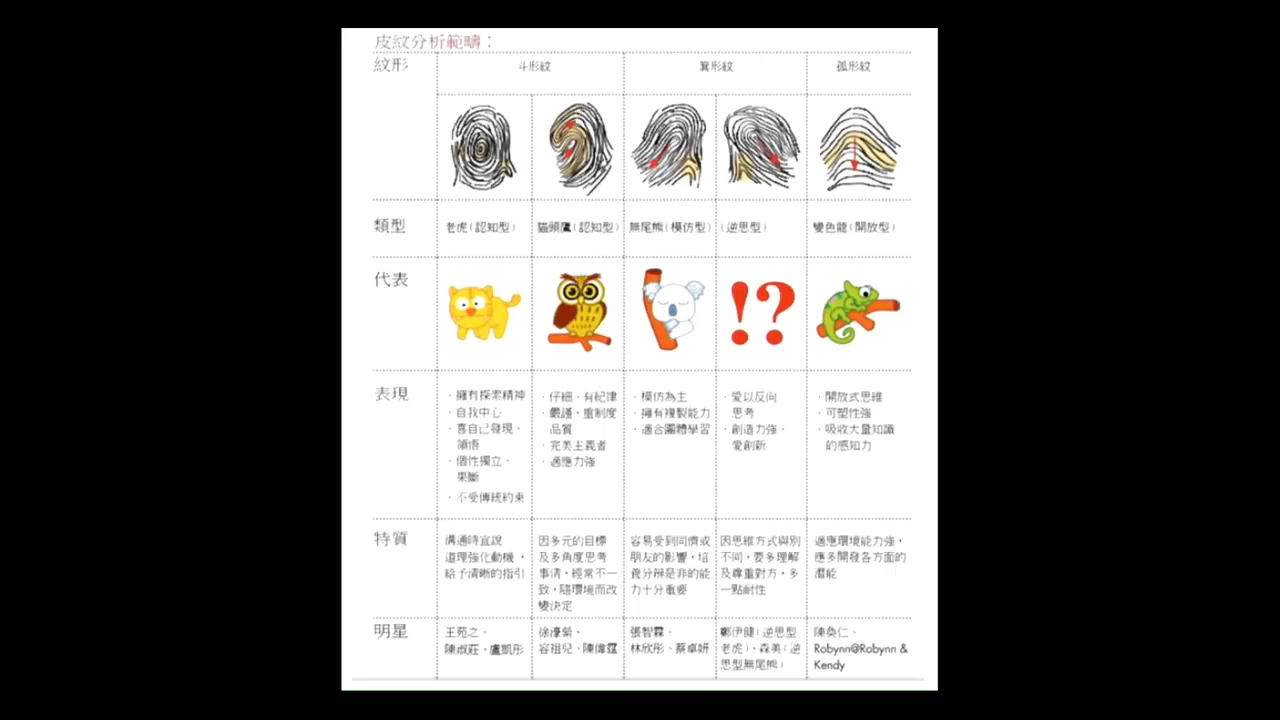 皮紋分析範疇：
紋形
斗形紋
箕形紋
孤形紋
類型
老虎(認知型)
貓頭鷹(認知型)
無尾熊(模仿型)
(逆思型)
變色龍(開放型)
代表
!?
表現
·擁有探索精神
·自我中心
·喜自己發現、
領悟
·個性獨立、
果斷
·不受傳統約束
·仔細、有紀律
·嚴謹，重制度
品質
·完美主義者
·適應力強
·模仿為主
·擁有複製能力
·適合團體學習
·愛以反向
思考
·創造力強，
愛創新
·開放式思維
·可塑性強
·吸收大量知識
的感知力
特質
溝通時宜說
道理強化動機，
給予清晰的指引
因多元的目標
及多角度思考
事情，經常不一
致，隨環境而改
變決定
容易受到同儕或
朋友的影響，培
養分辨是非的能
力十分重要
因思維方式與別
不同，要多理解
及尊重對方，多
一點耐性
適應環境能力強，
應多開發各方面的
潛能
明星
王苑之、
陳淑莊、盧凱彤
徐濠縈、
容祖兒、陳偉霆
張智霖、
林欣彤、蔡卓妍
鄭伊健(逆思型
老虎)、森美(逆
思型無尾熊)
陳奐仁、
Robynn@Robynn &
Kendy